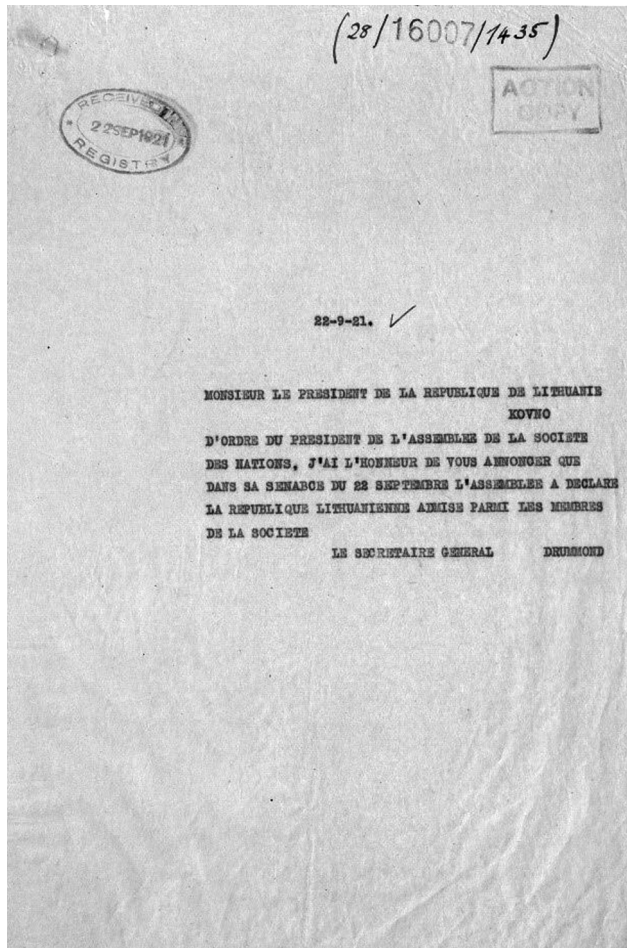 (28/16007/1435)
ACTION
COPY
RECEIVED
22 SEP 1921
REGISTRY
22-9-21.
MONSIEUR LE PRESIDENT DE LA REPUBLIQUE DE LITHUANIE
KOVNO
D'ORDRE DU PRESIDENT DE L'ASSEMBLEE DE LA SOCIETE
DES NATIONS, J'AI L'HONNEUR DE VOUS ANNONCER QUE
DANS SA SENABCE DU 22 SEPTEMBRE L'ASSEMBLEE A DECLARE
LA REPUBLIQUE LITHUANIENNE ADMISE PARMI LES MEMBRES
DE LA SOCIETE
LE SECRETAIRE GENERAL DRUMMOND